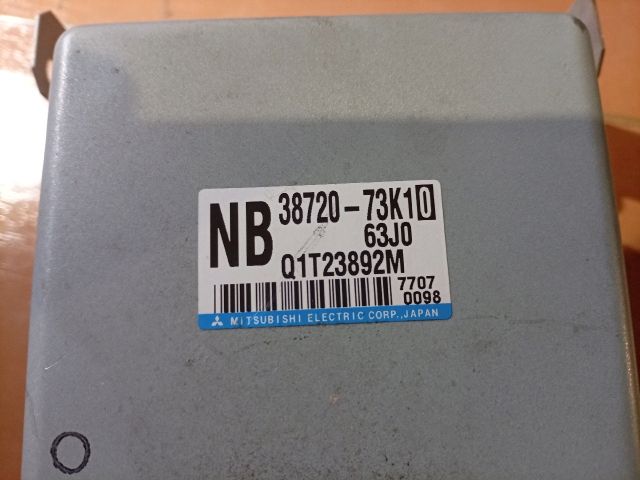 NB 38720-73K10
63J0
Q1T23892M
7707
0098
MITSUBISHI ELECTRIC CORP.,JAPAN